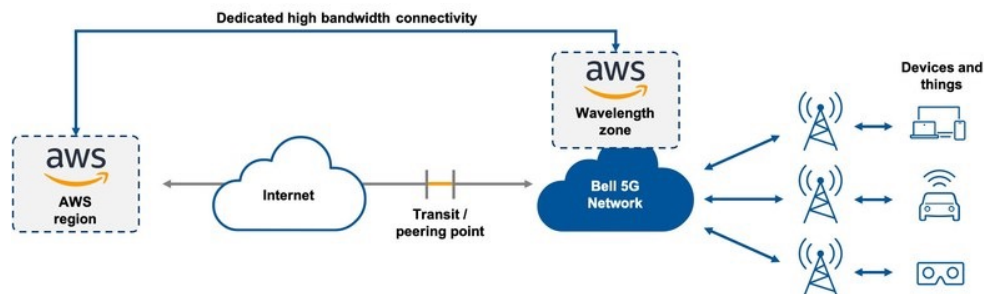 Dedicated high bandwidth connectivity
aws
Wavelength
zone
Devices and
things
aws
AWS
region
Internet
Transit /
peering point
Bell 5G
Network